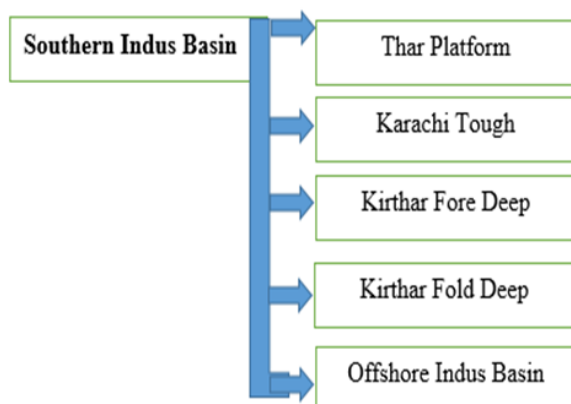 Southern Indus Basin
Thar Platform
Karachi Tough
Kirthar Fore Deep
Kirthar Fold Deep
Offshore Indus Basin